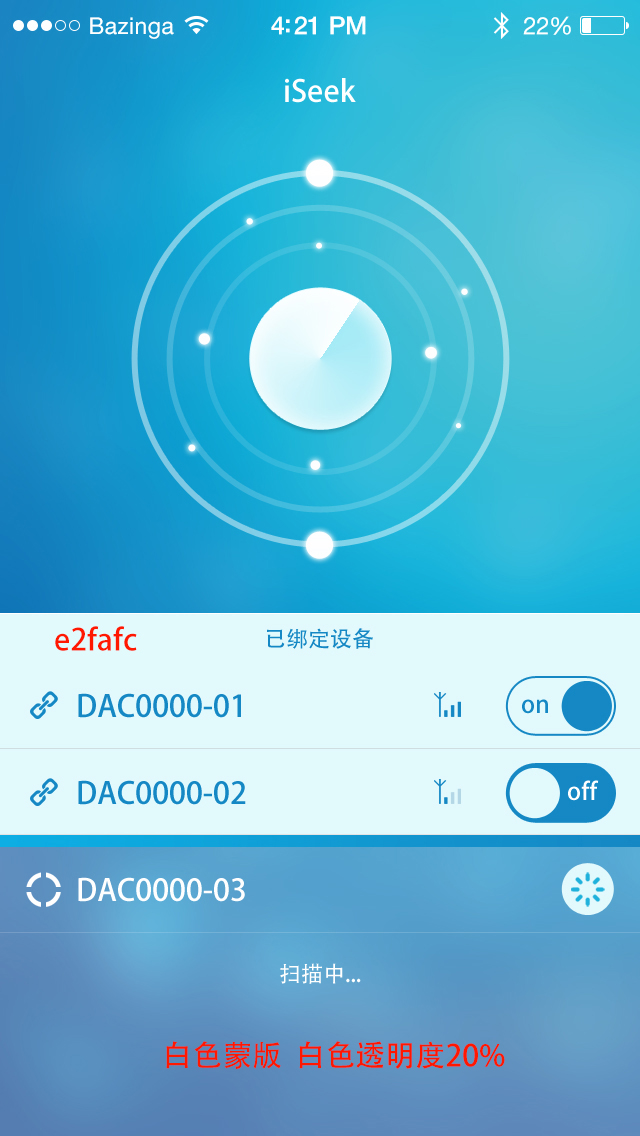 Bazinga 4:21 PM 22%
iSeek
e2fafc 已绑定设备
DAC0000-01 on
DAC0000-02 off
DAC0000-03
扫描中...
白色蒙版 白色透明度20%